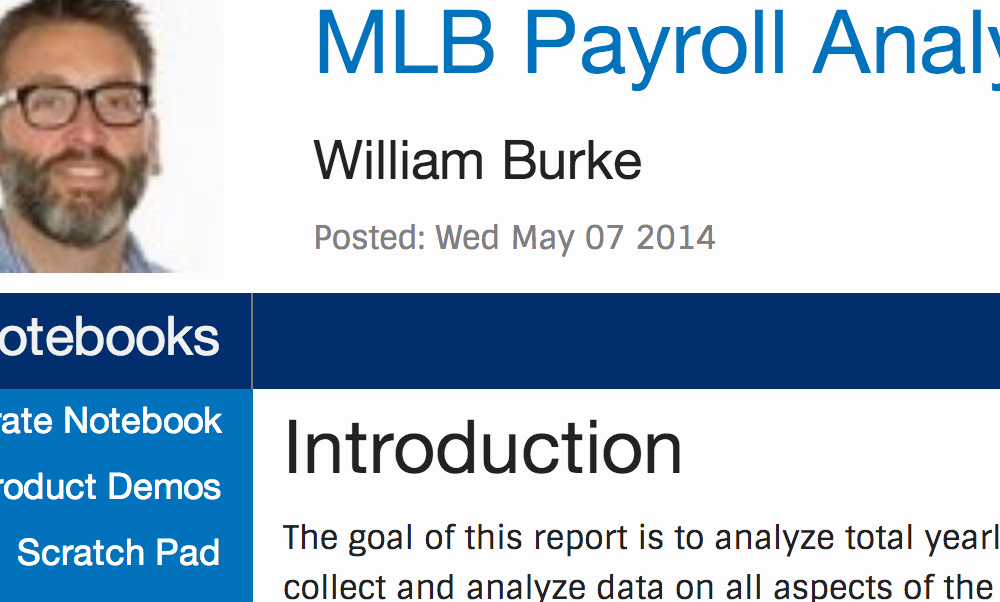 MLB Payroll Analy
William Burke
Posted: Wed May 07 2014
otebooks
rate Notebook
roduct Demos
Scratch Pad
Introduction
The goal of this report is to analyze total yearl
collect and analyze data on all aspects of the